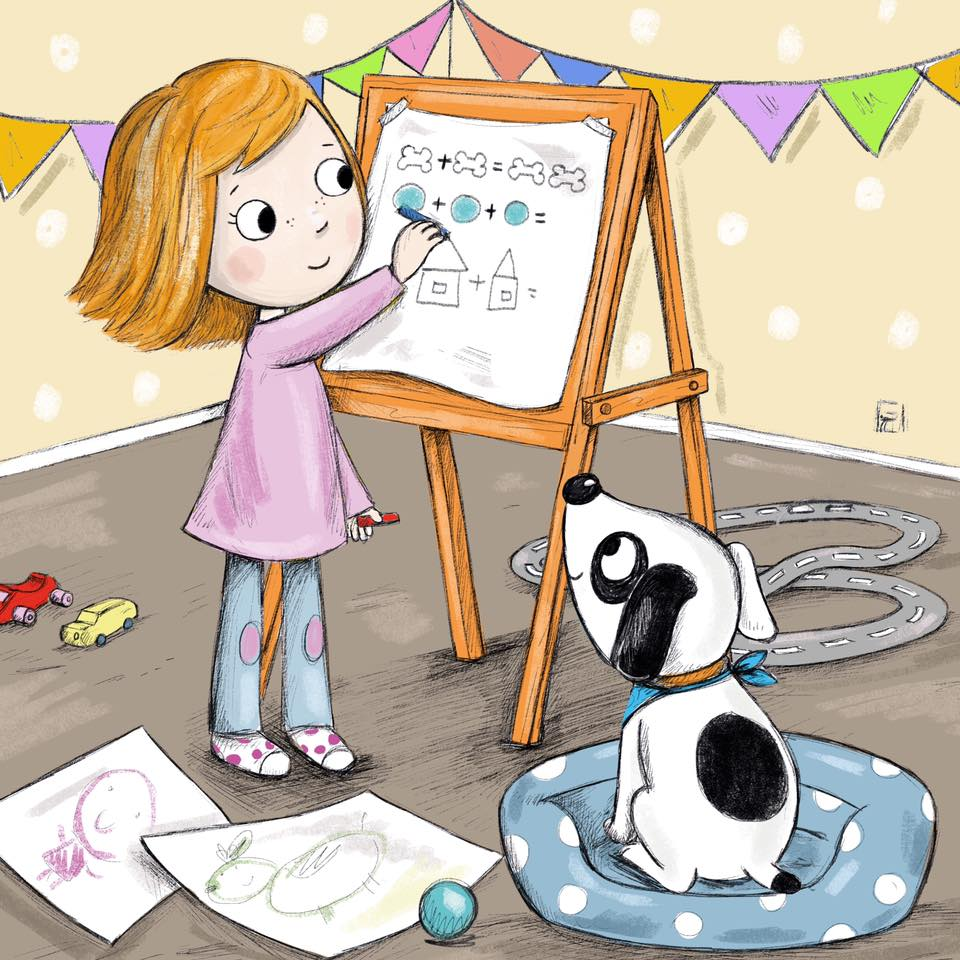 + =
+ + =
+ =